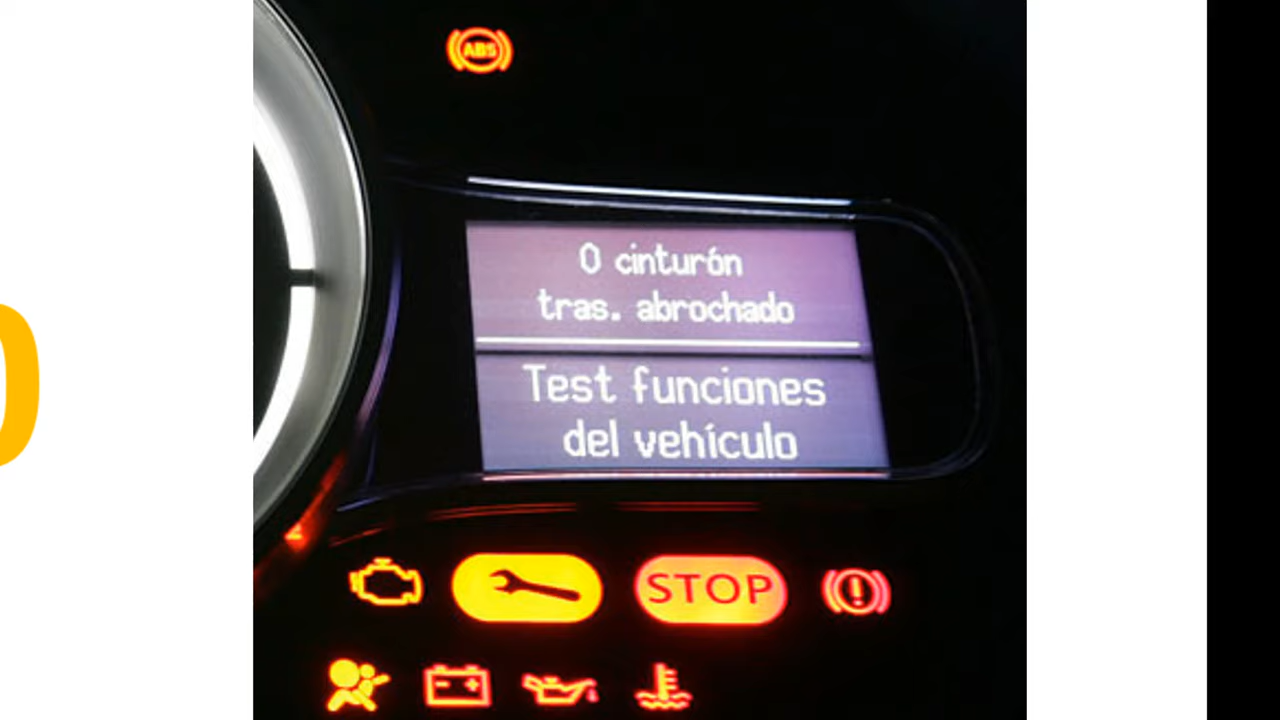 ABS
0 cinturón
tras. abrochado
Test funciones
del vehículo
STOP